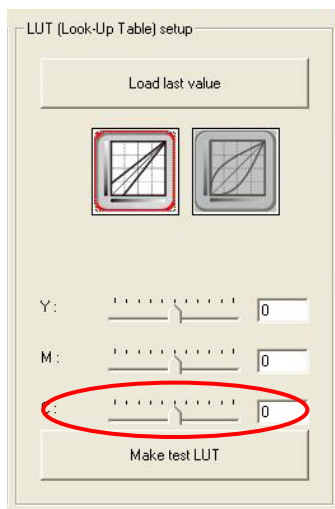 LUT (Look-Up Table) setup
Load last value
Y : 0
M : 0
C : 0
Make test LUT